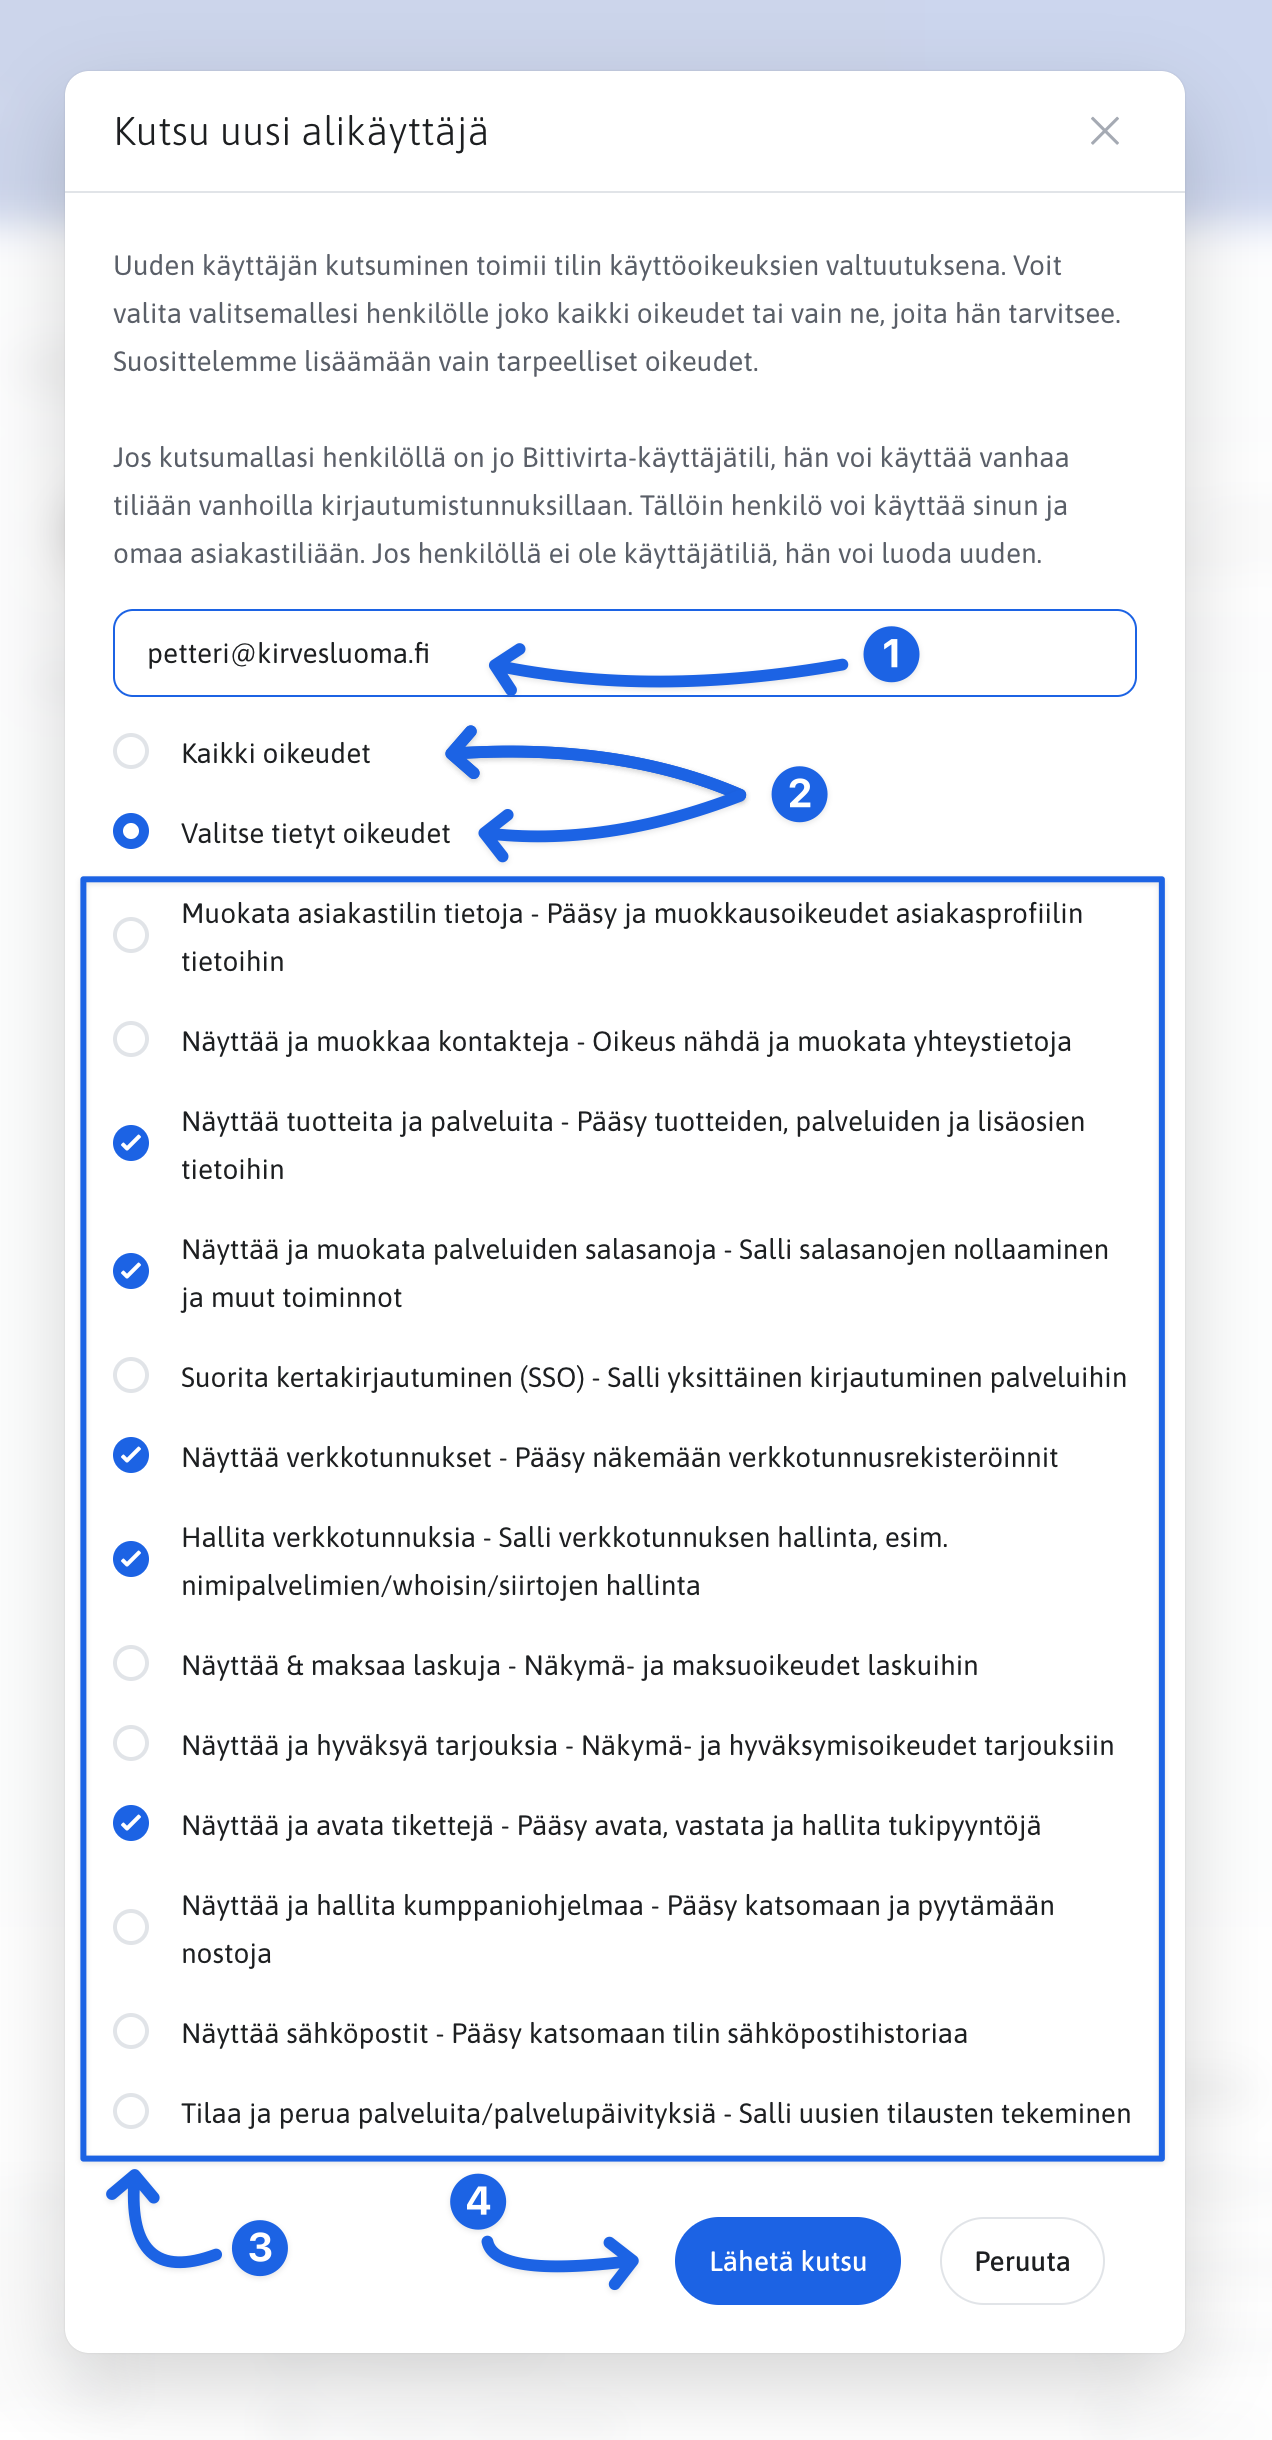 Kutsu uusi alikäyttäjä
Uuden käyttäjän kutsuminen toimii tilin käyttöoikeuksien valtuutuksena. Voit
valita valitsemallesi henkilölle joko kaikki oikeudet tai vain ne, joita hän tarvitsee.
Suosittelemme lisäämään vain tarpeelliset oikeudet.
Jos kutsumallasi henkilöllä on jo Bittivirta-käyttäjätili, hän voi käyttää vanhaa
tiliään vanhoilla kirjautumistunnuksillaan. Tällöin henkilö voi käyttää sinun ja
omaa asiakastiliään. Jos henkilöllä ei ole käyttäjätiliä, hän voi luoda uuden.
petteri@kirvesluoma.fi
1
Kaikki oikeudet
2
Valitse tietyt oikeudet
Muokata asiakastilin tietoja - Pääsy ja muokkausoikeudet asiakasprofiilin
tietoihin
Näyttää ja muokkaa kontakteja - Oikeus nähdä ja muokata yhteystietoja
Näyttää tuotteita ja palveluita - Pääsy tuotteiden, palveluiden ja lisäosien
tietoihin
Näyttää ja muokata palveluiden salasanoja - Salli salasanojen nollaaminen
ja muut toiminnot
Suorita kertakirjautuminen (SSO) - Salli yksittäinen kirjautuminen palveluihin
Näyttää verkkotunnukset - Pääsy näkemään verkkotunnusrekisteröinnit
Hallita verkkotunnuksia - Salli verkkotunnuksen hallinta, esim.
nimipalvelimien/whoisin/siirtojen hallinta
Näyttää & maksaa laskuja - Näkymä- ja maksuoikeudet laskuihin
Näyttää ja hyväksyä tarjouksia - Näkymä- ja hyväksymisoikeudet tarjouksiin
Näyttää ja avata tikettejä - Pääsy avata, vastata ja hallita tukipyyntöjä
Näyttää ja hallita kumppaniohjelmaa - Pääsy katsomaan ja pyytämään
nostoja
Näyttää sähköpostit - Pääsy katsomaan tilin sähköpostihistoriaa
Tilaa ja perua palveluita/palvelupäivityksiä - Salli uusien tilausten tekeminen
3
4
Lähetä kutsu
Peruuta